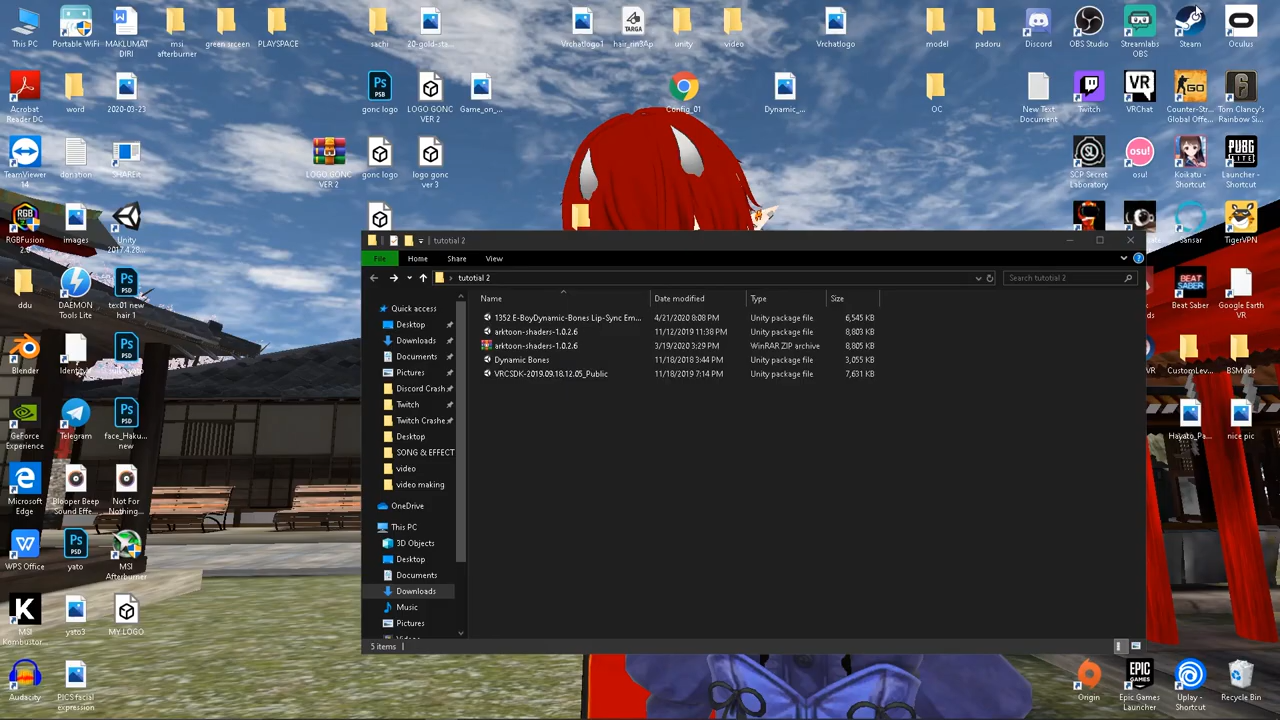 This PC
Portable WiFi
MAKLUMAT DIRI
msi afterburner
green srceen
PLAYSPACE
sachi
20-gold-sta...
Vrchatlogo1
hair_nn3Ap
unity
video
Vrchatlogo
model
padoru
Discord
OBS Studio
Streamlabs OBS
Steam
Oculus
Acrobat Reader DC
word
2020-03-23
gonc logo
LOGO GONC VER 2
Game_on_...
Config_01
Dynamic_...
OC
New Text Document
Twitch
VRChat
Counter-Str... Global Offe...
Tom Clancy's Rainbow Si...
TeamViewer 14
donation
SHAREit
LOGO GONC VER 2
gonc logo
logo gonc ver 3
SCP Secret Laboratory
osu!
Koikatu - Shortcut
Launcher - Shortcut
RGBFusion 2.0
images
Unity 2017.4.28...
Sansar
TigerVPN
tutotial 2
File
Home
Share
View
tutotial 2
Search tutotial 2
Name
Date modified
Type
Size
1352 E-BoyDynamic-Bones Lip-Sync Em...
4/21/2020 8:08 PM
Unity package file
6,545 KB
arktoon-shaders-1.0.2.6
11/12/2019 11:38 PM
Unity package file
8,803 KB
arktoon-shaders-1.0.2.6
3/19/2020 3:29 PM
WinRAR ZIP archive
8,805 KB
Dynamic Bones
11/18/2018 3:44 PM
Unity package file
3,055 KB
VRCSDK-2019.09.18.12.05_Public
11/18/2019 7:14 PM
Unity package file
7,631 KB
Quick access
Desktop
Downloads
Documents
Pictures
Discord Crash
Twitch
Twitch Crashe
Desktop
SONG & EFFECT
video
video making
OneDrive
This PC
3D Objects
Desktop
Documents
Downloads
Music
Pictures
5 items
ddu
DAEMON Tools Lite
tex01 new hair 1
Beat Saber
Google Earth VR
Blender
CustomLev...
BSMods
GeForce Experience
Telegram
face_Haku... new
Hayato_Pa...
nice pic
Microsoft Edge
Blooper Beep Sound Effe...
Not For Nothing...
WPS Office
yato
MSI Afterburner
MSI Kombustor...
yato3
MY LOGO
Audacity
PICS facial expression
Origin
Epic Games Launcher
Uplay - Shortcut
Recycle Bin